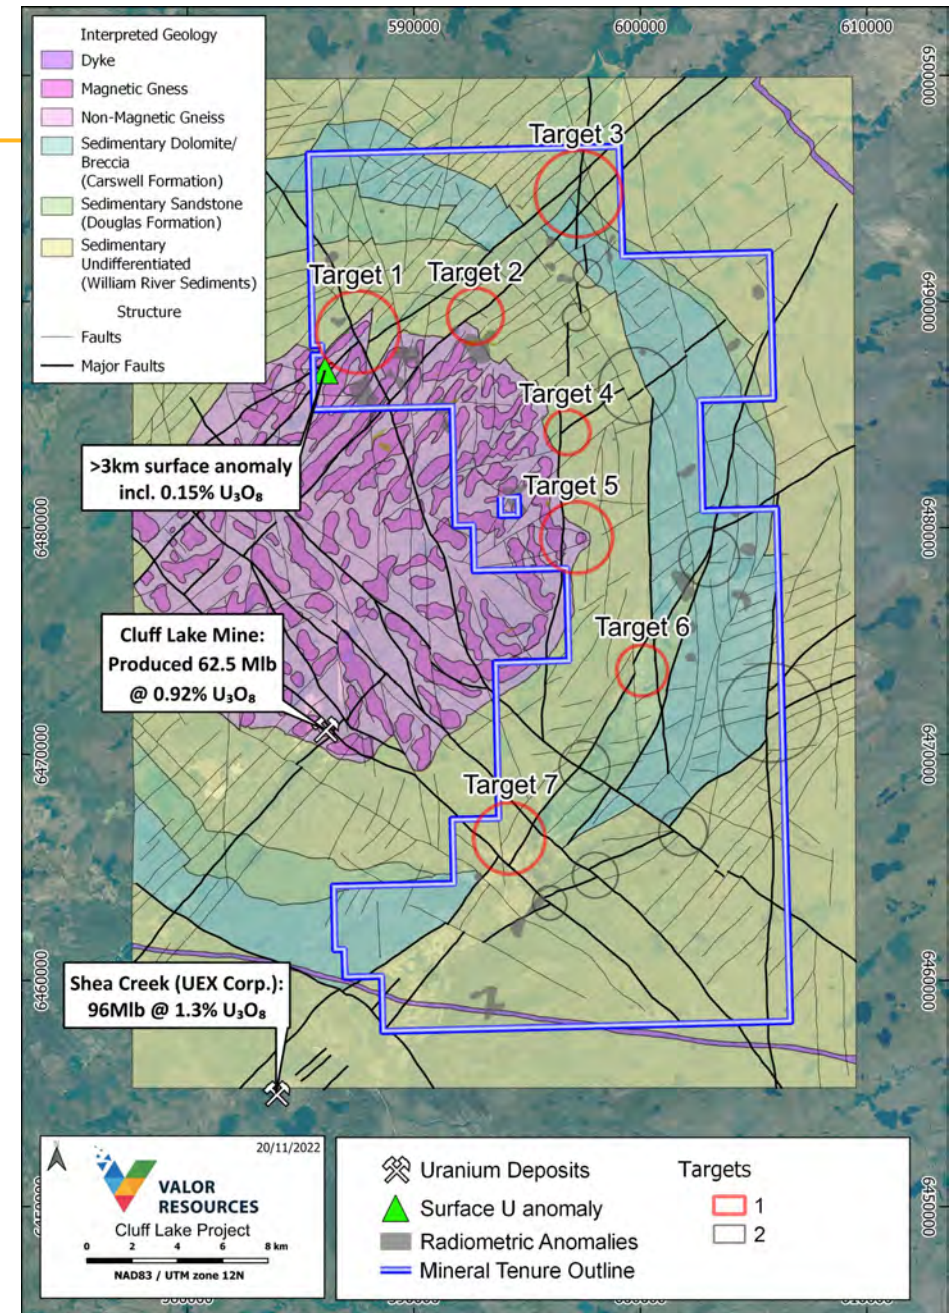 590000
600000
610000
Interpreted Geology
Dyke
Magnetic Gness
Non-Magnetic Gneiss
Sedimentary Dolomite/
Breccia
(Carswell Formation)
Sedimentary Sandstone
(Douglas Formation)
Sedimentary
Undifferentiated
(William River Sediments)
Structure
Faults
Major Faults
6500000
Target 3
Target 1
Target 2
6490000
Target 4
>3km surface anomaly
incl. 0.15% U₃O₈
Target 5
6480000
6480000
Cluff Lake Mine:
Produced 62.5 Mlb
@ 0.92% U₃O₈
Target 6
6470000
6470000
Target 7
6460000
6460000
Shea Creek (UEX Corp.):
96Mlb @ 1.3% U₃O₈
20/11/2022
VALOR
RESOURCES
Cluff Lake Project
0 2 4 6 8 km
NAD83 / UTM zone 12N
Uranium Deposits
Surface U anomaly
Radiometric Anomalies
Mineral Tenure Outline
Targets
1
2
6450000